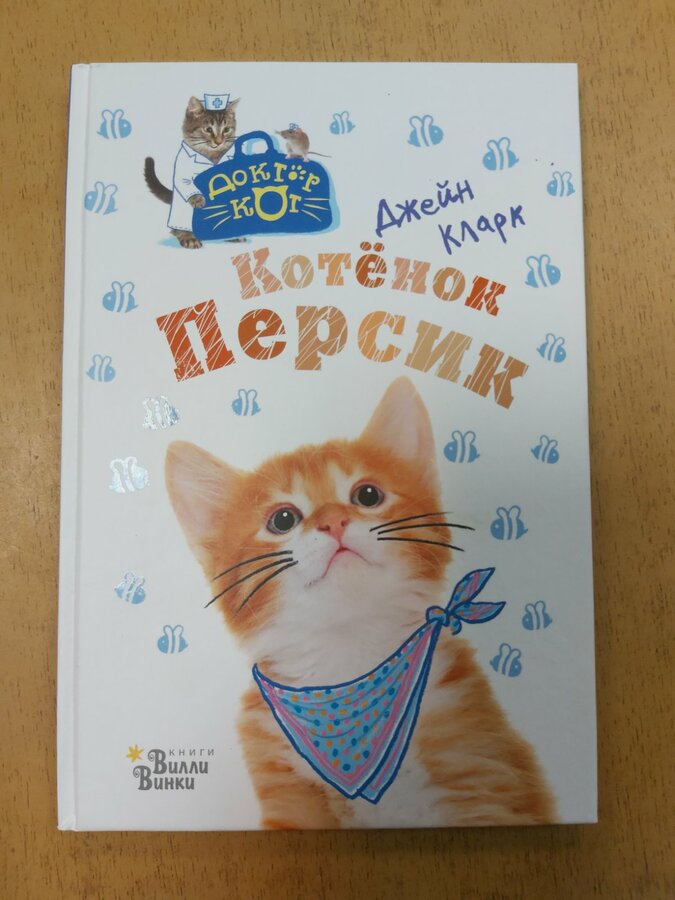 Доктор
Кот
Джейн
Кларк
Котёнок
Персик
КНИГИ
Вилли
Винки